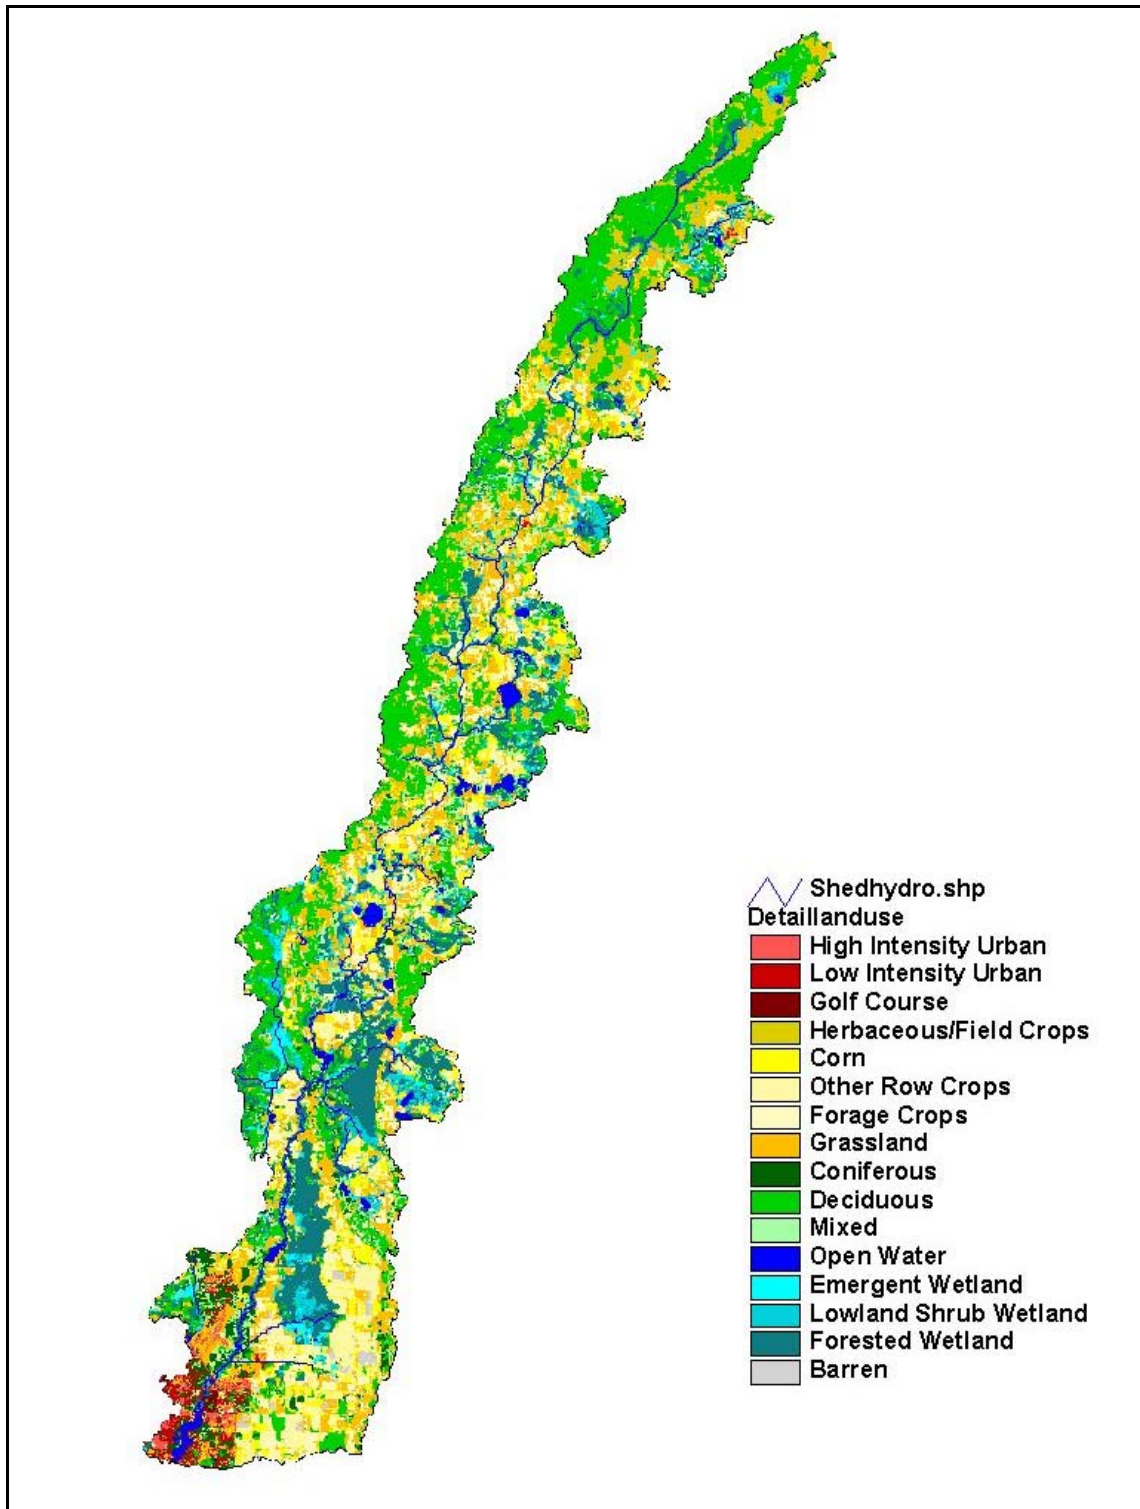 Shedhydro.shp
Detaillanduse
High Intensity Urban
Low Intensity Urban
Golf Course
Herbaceous/Field Crops
Corn
Other Row Crops
Forage Crops
Grassland
Coniferous
Deciduous
Mixed
Open Water
Emergent Wetland
Lowland Shrub Wetland
Forested Wetland
Barren